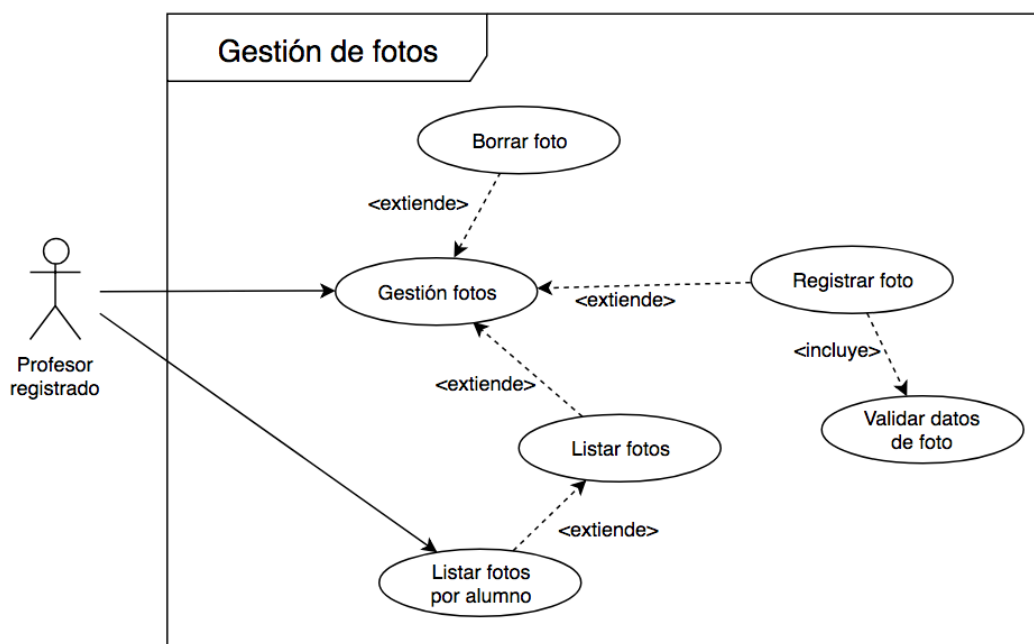 Gestión de fotos
Borrar foto
<extiende>
Gestión fotos
<extiende>
Registrar foto
<incluye>
Profesor
registrado
<extiende>
Validar datos
de foto
Listar fotos
<extiende>
Listar fotos
por alumno